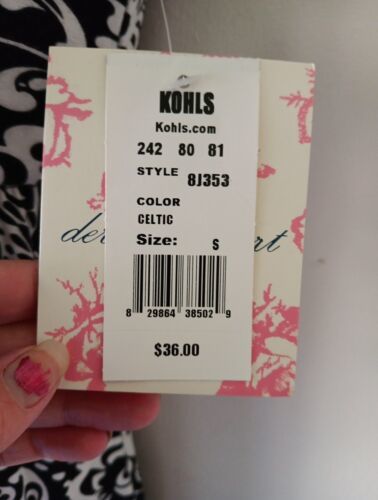 KOHLS
Kohls.com
242 80 81
STYLE 8J353
COLOR
CELTIC
Size: S
8 29864 38502 9
$36.00